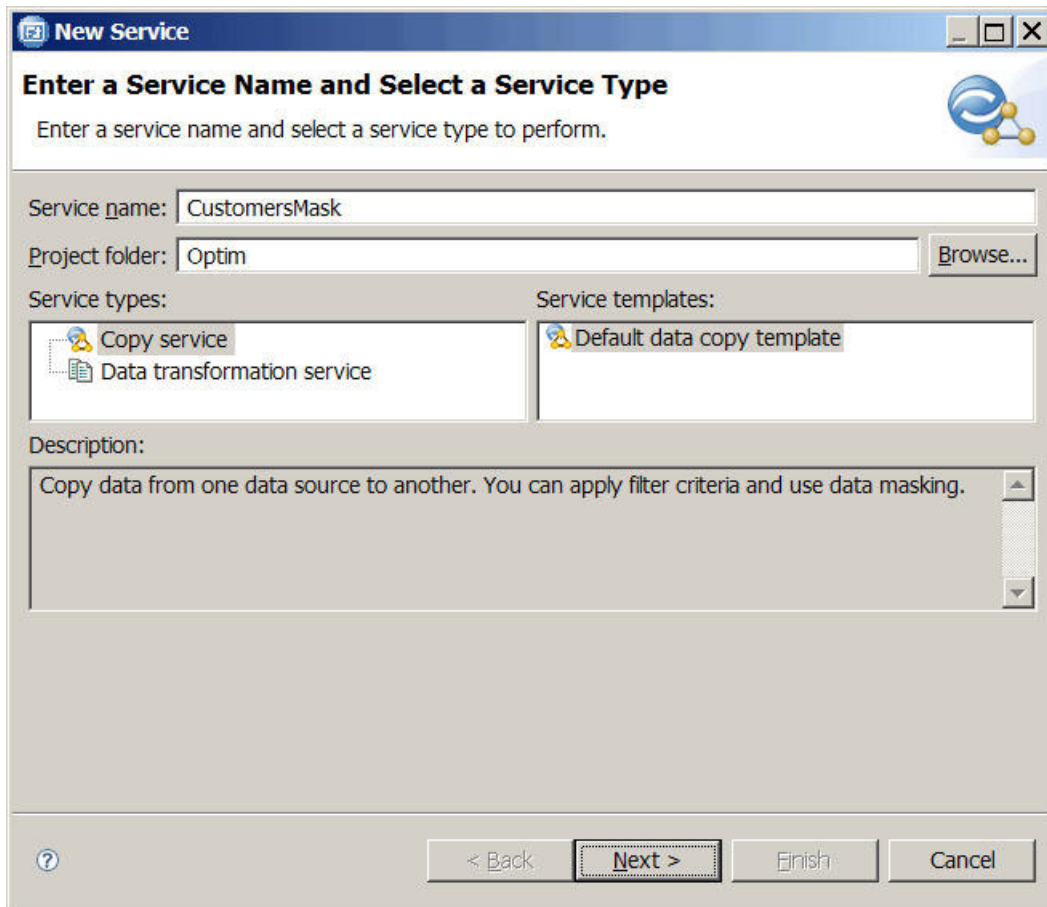 New Service
Enter a Service Name and Select a Service Type
Enter a service name and select a service type to perform.
Service name: CustomersMask
Project folder: Optim Browse...
Service types: Service templates:
Copy service Default data copy template
Data transformation service
Description:
Copy data from one data source to another. You can apply filter criteria and use data masking.
? < Back Next > Finish Cancel